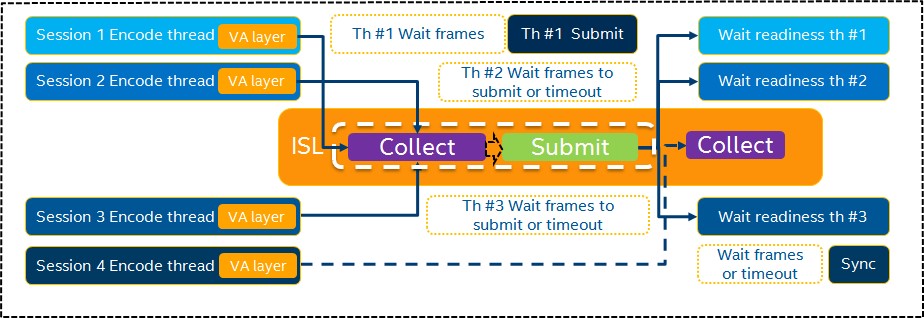 Session 1 Encode thread
VA layer
Th #1 Wait frames
Th #1 Submit
Wait readiness th #1
Session 2 Encode thread
VA layer
Th #2 Wait frames to
submit or timeout
Wait readiness th #2
ISL
Collect
Submit
Collect
Session 3 Encode thread
VA layer
Th #3 Wait frames to
submit or timeout
Wait readiness th #3
Session 4 Encode thread
VA layer
Wait frames
or timeout
Sync